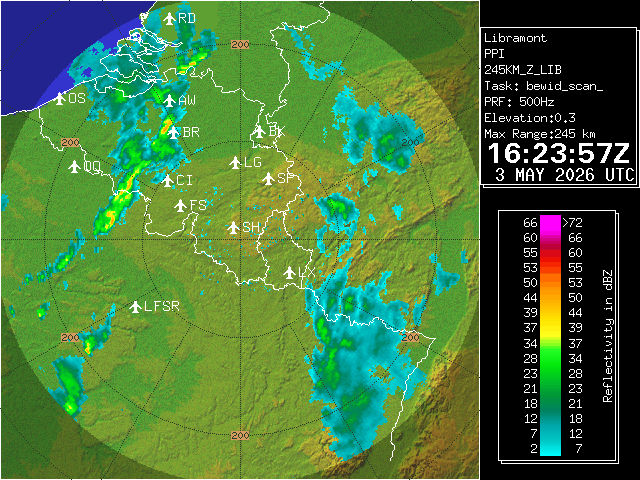 Libramont
PPI
245KM_Z_LIB
Task: bewid_scan_
PRF: 500Hz
Elevation:0.3
Max Range:245 km
16:23:57Z
3 MAY 2026 UTC
66 >72
60 66
55 60
53 55
50 53
44 50
39 44
37 39
34 37
28 34
23 28
21 23
18 21
12 18
7 12
2 7
Reflectivity in dBZ
RD
200
OS
AW
BR
BK
200
200
QQ
LG
CI
SP
FS
SH
LX
LFSR
200
200
200